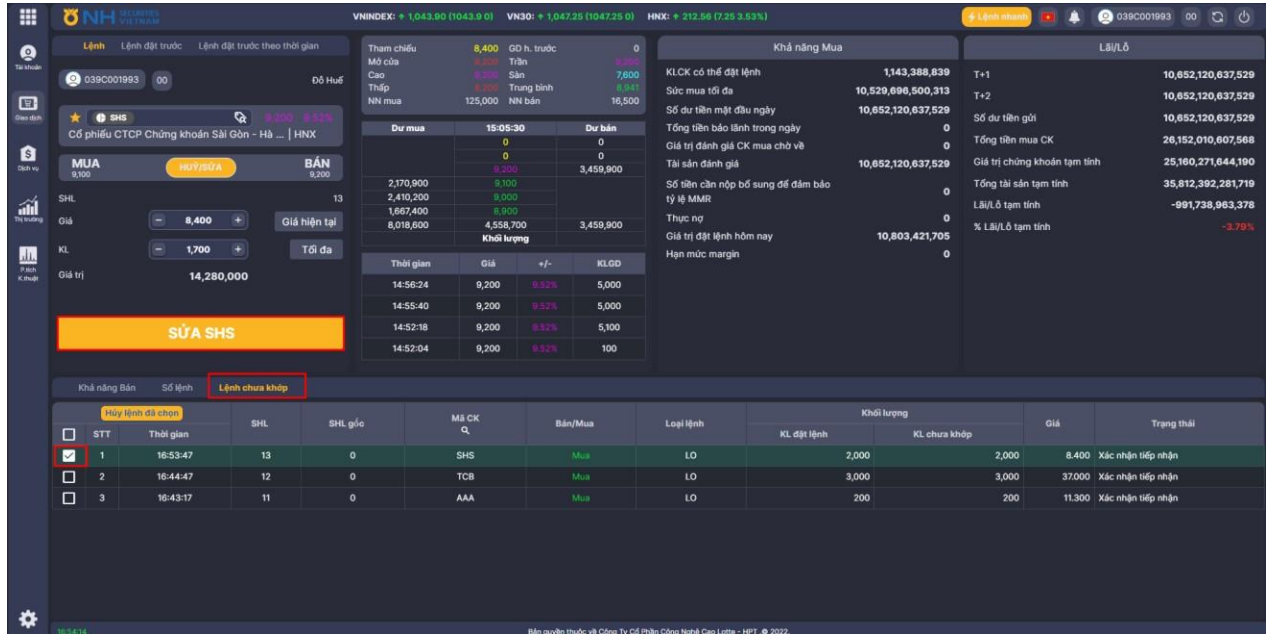 NH SECURITIES VIETNAM
VNINDEX: 1,043.90 (1043.9 0) VN30: 1,047.25 (1047.25 0) HNX: 212.56 (7.25 3.53%)
Lệnh nhanh 039C001993 00
Tài khoản
Giao dịch
Dịch vụ
Thị trường
P.tích K.thuật
Lệnh Lệnh đặt trước Lệnh đặt trước theo thời gian
039C001993 00 Đỗ Huế
SHS 9,200 9.52%
Cổ phiếu CTCP Chứng khoán Sài Gòn - Hà ... | HNX
MUA HUỶ/SỬA BÁN
9,100 9,200
SHL 13
Giá - 8,400 + Giá hiện tại
KL - 1,700 + Tối đa
Giá trị 14,280,000
SỬA SHS
Tham chiếu 8,400 GD h. trước 0
Mở cửa 8,200 Trần 9,200
Cao 9,200 Sàn 7,600
Thấp 8,200 Trung bình 8,941
NN mua 125,000 NN bán 16,500
Dư mua 15:05:30 Dư bán
0 0
0 0
9,200 3,459,900
2,170,900 9,100
2,410,200 9,000
1,667,400 8,900
8,018,600 4,558,700 3,459,900
Khối lượng
Thời gian Giá +/- KLGD
14:56:24 9,200 9.52% 5,000
14:55:40 9,200 9.52% 5,000
14:52:18 9,200 9.52% 5,100
14:52:04 9,200 9.52% 100
Khả năng Mua
KLCK có thể đặt lệnh 1,143,388,839
Sức mua tối đa 10,529,696,500,313
Số dư tiền mặt đầu ngày 10,652,120,637,529
Tổng tiền bảo lãnh trong ngày 0
Giá trị đánh giá CK mua chờ về 0
Tài sản đánh giá 10,652,120,637,529
Số tiền cần nộp bổ sung để đảm bảo
tỷ lệ MMR 0
Thực nợ 0
Giá trị đặt lệnh hôm nay 10,803,421,705
Hạn mức margin 0
Lãi/Lỗ
T+1 10,652,120,637,529
T+2 10,652,120,637,529
Số dư tiền gửi 10,652,120,637,529
Tổng tiền mua CK 26,152,010,607,568
Giá trị chứng khoán tạm tính 25,160,271,644,190
Tổng tài sản tạm tính 35,812,392,281,719
Lãi/Lỗ tạm tính -991,738,963,378
% Lãi/Lỗ tạm tính -3.79%
Khả năng Bán Sổ lệnh Lệnh chưa khớp
Hủy lệnh đã chọn SHL SHL gốc Mã CK Bán/Mua Loại lệnh Khối lượng Giá Trạng thái
STT Thời gian KL đặt lệnh KL chưa khớp
1 16:53:47 13 0 SHS Mua LO 2,000 2,000 8.400 Xác nhận tiếp nhận
2 16:44:47 12 0 TCB Mua LO 3,000 3,000 37.000 Xác nhận tiếp nhận
3 16:43:17 11 0 AAA Mua LO 200 200 11.300 Xác nhận tiếp nhận
16:54:14 Bản quyền thuộc về Công Ty Cổ Phần Công Nghệ Cao Lotte - HPT .© 2022.